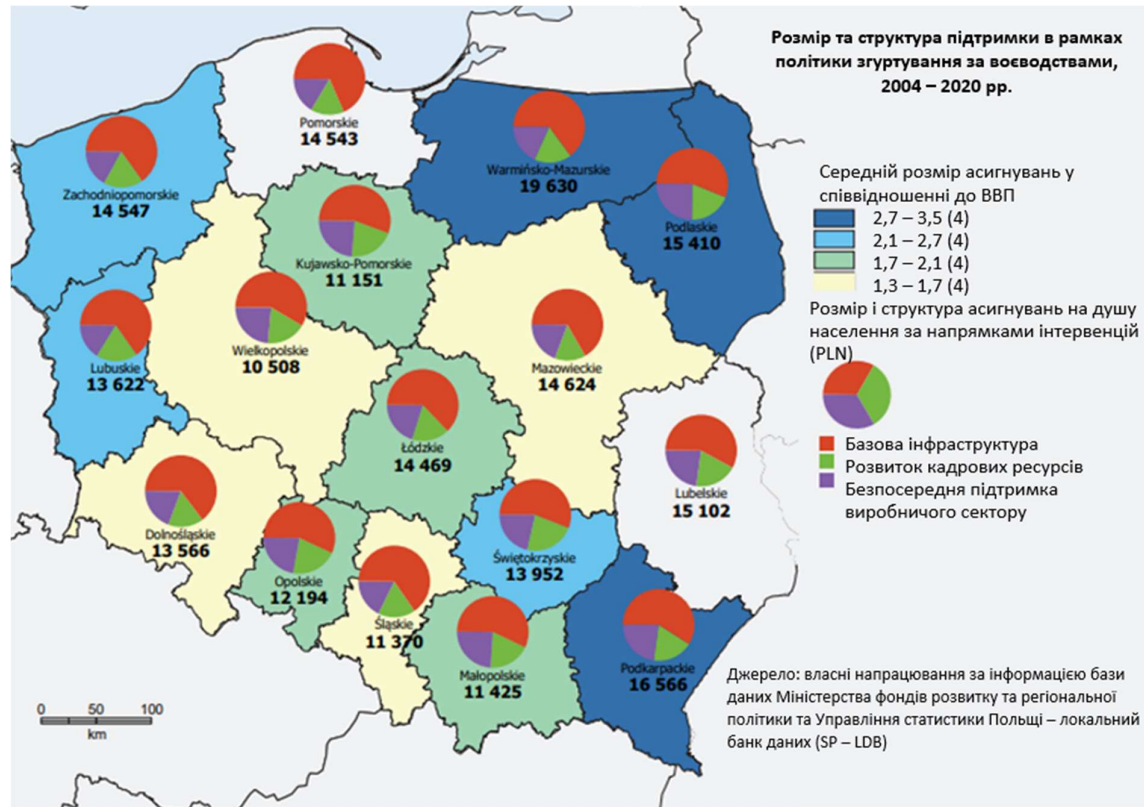 Розмір та структура підтримки в рамках
політики згуртування за воєводствами,
2004 – 2020 рр.
Pomorskie
14 543
Zachodniopomorskie
14 547
Warmińsko-Mazurskie
19 630
Podlaskie
15 410
Kujawsko-Pomorskie
11 151
Lubuskie
13 622
Wielkopolskie
10 508
Mazowieckie
14 624
Łódzkie
14 469
Lubelskie
15 102
Dolnośląskie
13 566
Opolskie
12 194
Śląskie
11 370
Świętokrzyskie
13 952
Małopolskie
11 425
Podkarpackie
16 566
Середній розмір асигнувань у
співвідношенні до ВВП
2,7 – 3,5 (4)
2,1 – 2,7 (4)
1,7 – 2,1 (4)
1,3 – 1,7 (4)
Розмір і структура асигнувань на душу
населення за напрямками інтервенцій
(PLN)
Базова інфраструктура
Розвиток кадрових ресурсів
Безпосередня підтримка
виробничого сектору
Джерело: власні напрацювання за інформацією бази
даних Міністерства фондів розвитку та регіональної
політики та Управління статистики Польщі – локальний
банк даних (SP – LDB)
0 50 100
km